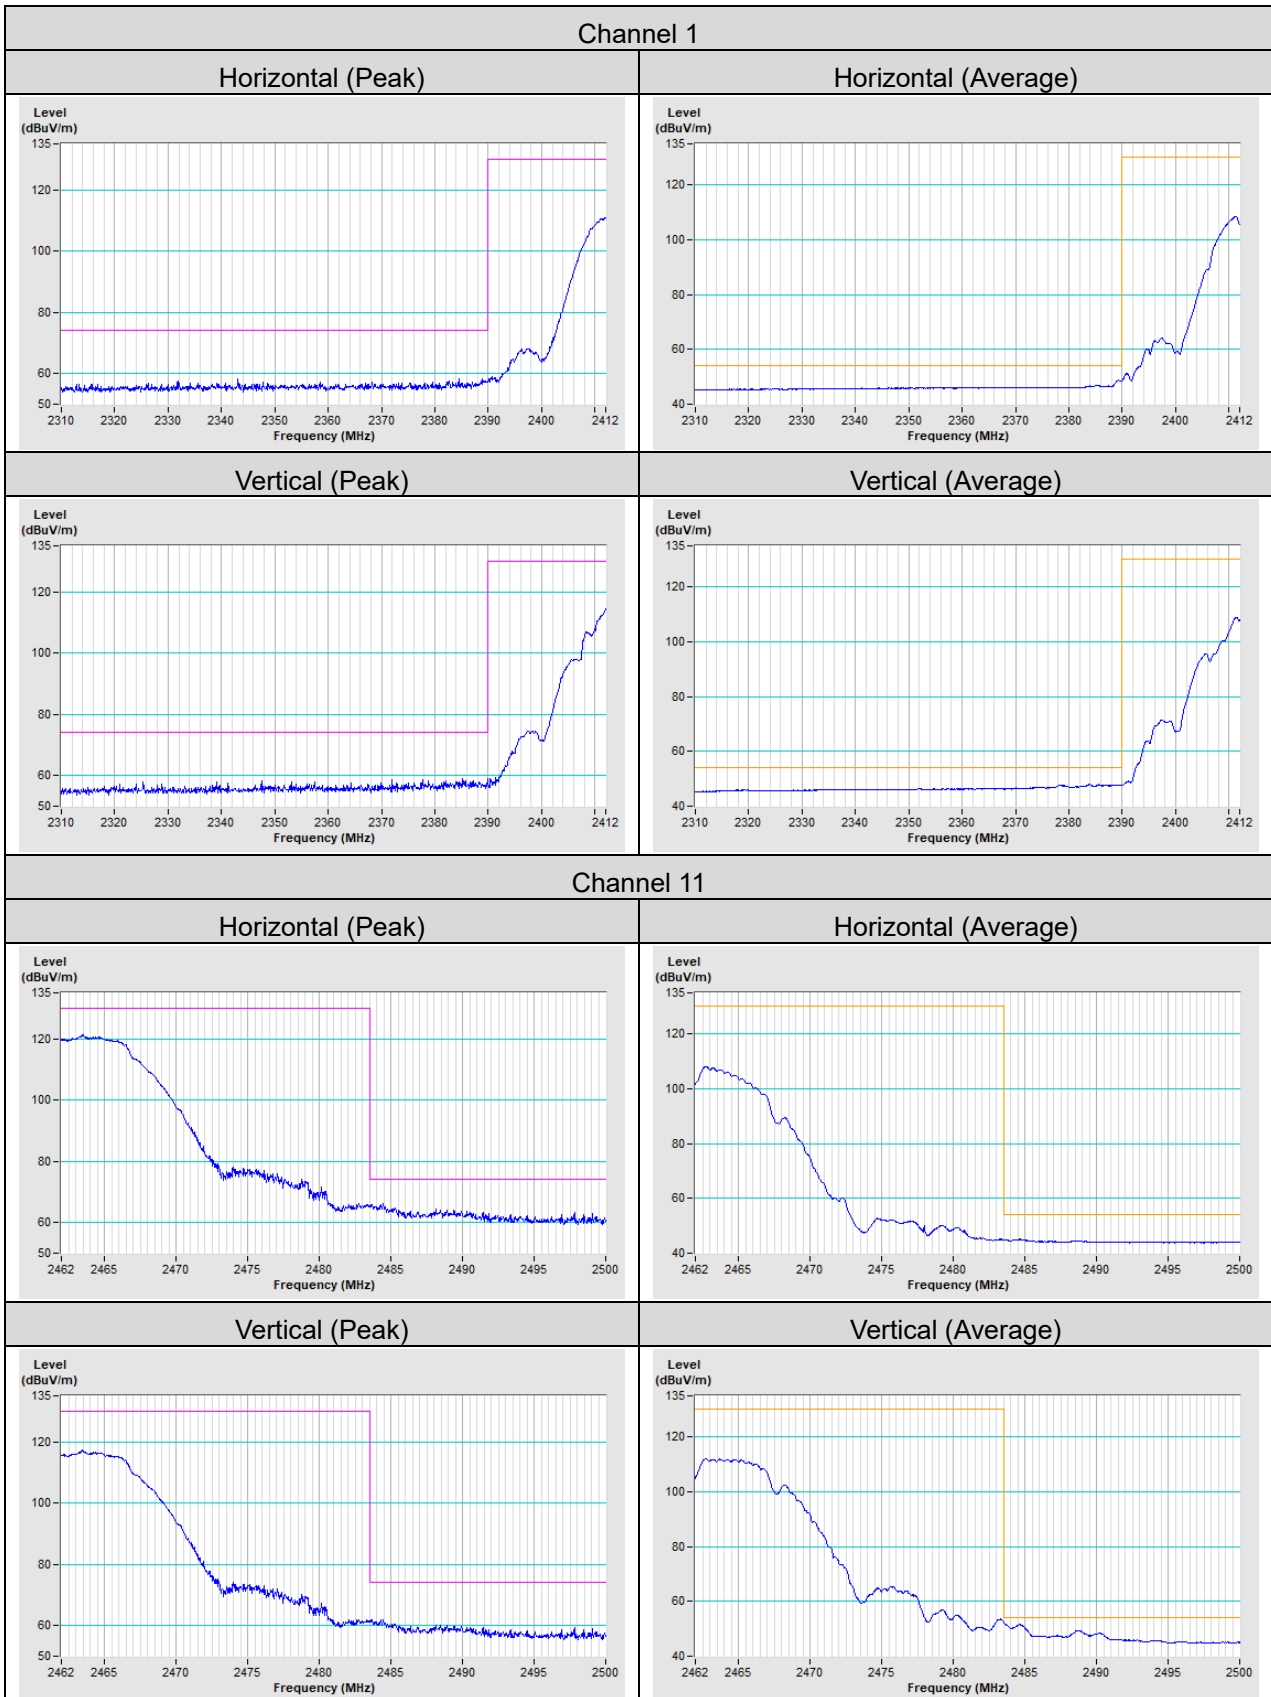 Channel 1
Horizontal (Peak)
Horizontal (Average)
Level
(dBuV/m)
135
120
100
80
60
50
2310 2320 2330 2340 2350 2360 2370 2380 2390 2400 2412
Frequency (MHz)
Level
(dBuV/m)
135
120
100
80
60
40
2310 2320 2330 2340 2350 2360 2370 2380 2390 2400 2412
Frequency (MHz)
Vertical (Peak)
Vertical (Average)
Level
(dBuV/m)
135
120
100
80
60
50
2310 2320 2330 2340 2350 2360 2370 2380 2390 2400 2412
Frequency (MHz)
Level
(dBuV/m)
135
120
100
80
60
40
2310 2320 2330 2340 2350 2360 2370 2380 2390 2400 2412
Frequency (MHz)
Channel 11
Horizontal (Peak)
Horizontal (Average)
Level
(dBuV/m)
135
120
100
80
60
50
2462 2465 2470 2475 2480 2485 2490 2495 2500
Frequency (MHz)
Level
(dBuV/m)
135
120
100
80
60
40
2462 2465 2470 2475 2480 2485 2490 2495 2500
Frequency (MHz)
Vertical (Peak)
Vertical (Average)
Level
(dBuV/m)
135
120
100
80
60
50
2462 2465 2470 2475 2480 2485 2490 2495 2500
Frequency (MHz)
Level
(dBuV/m)
135
120
100
80
60
40
2462 2465 2470 2475 2480 2485 2490 2495 2500
Frequency (MHz)